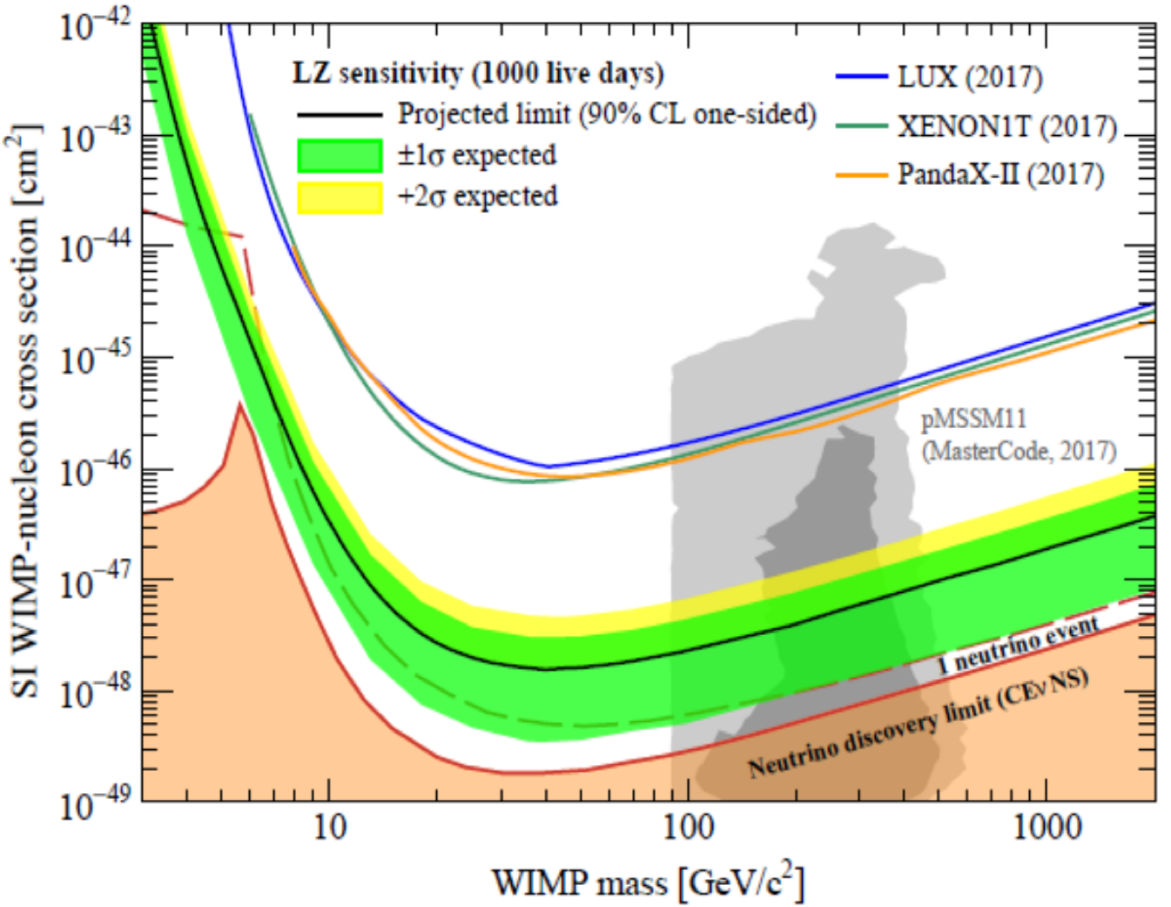 LZ sensitivity (1000 live days)
Projected limit (90% CL one-sided)
±1σ expected
+2σ expected
LUX (2017)
XENON1T (2017)
PandaX-II (2017)
pMSSM11
(MasterCode, 2017)
1 neutrino event
Neutrino discovery limit (CEνNS)
SI WIMP-nucleon cross section [cm²]
10⁻⁴²
10⁻⁴³
10⁻⁴⁴
10⁻⁴⁵
10⁻⁴⁶
10⁻⁴⁷
10⁻⁴⁸
10⁻⁴⁹
10
100
1000
WIMP mass [GeV/c²]